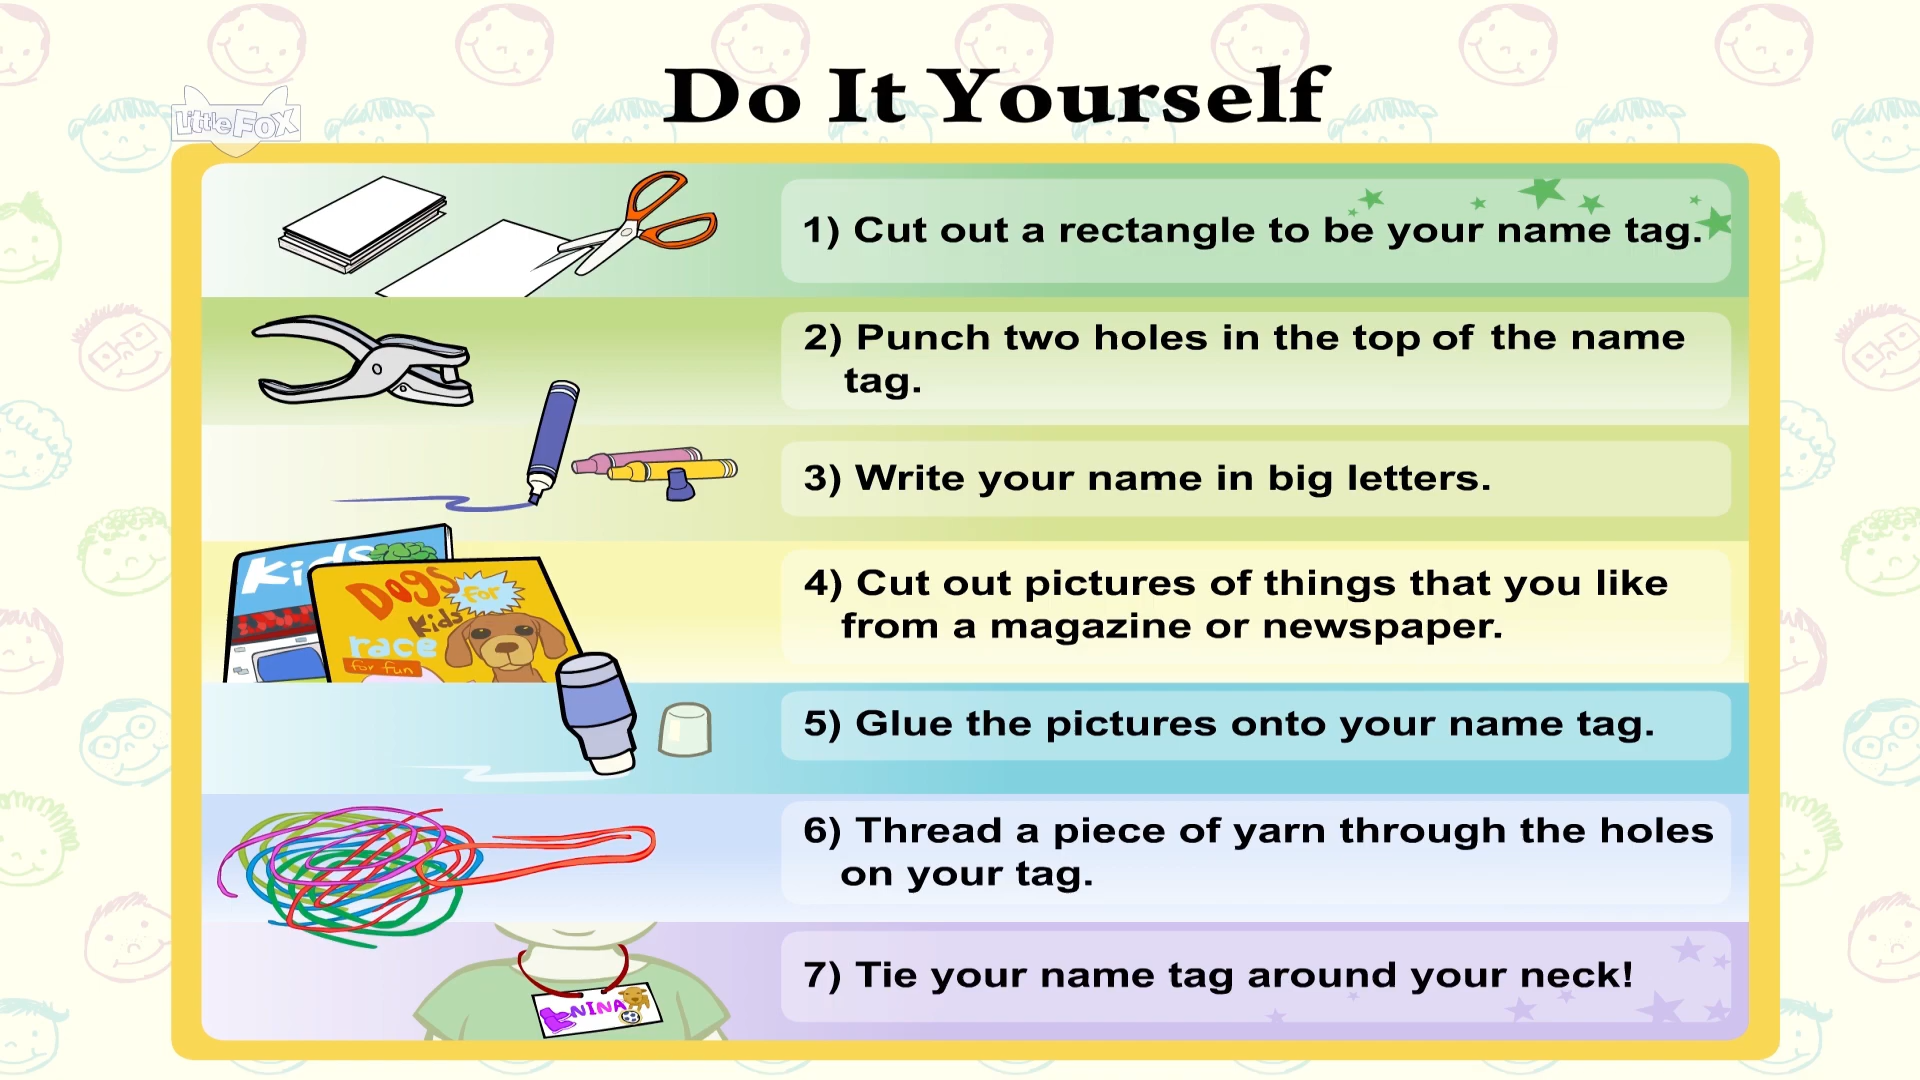 Do It Yourself
LittleFox
1) Cut out a rectangle to be your name tag.
2) Punch two holes in the top of the name
tag.
3) Write your name in big letters.
Kids
Dogs
for
Kids
race
for fun
4) Cut out pictures of things that you like
from a magazine or newspaper.
5) Glue the pictures onto your name tag.
6) Thread a piece of yarn through the holes
on your tag.
NINA
7) Tie your name tag around your neck!